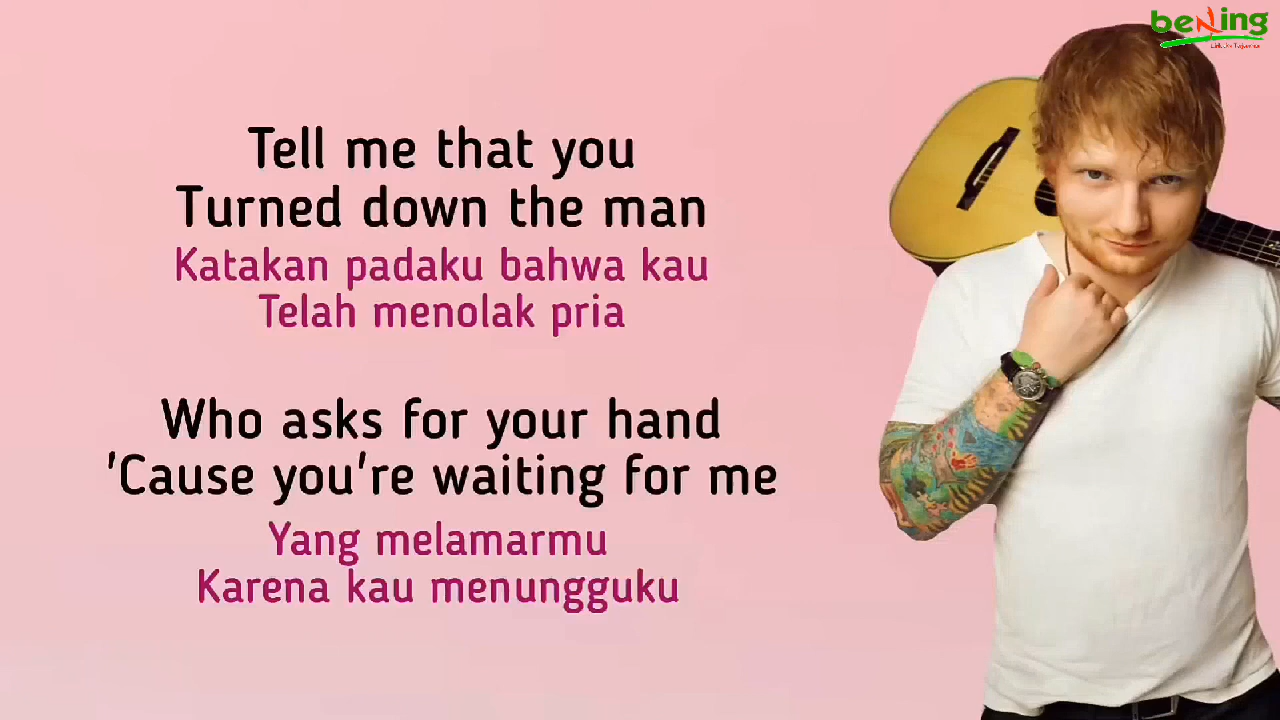 beNing
Tell me that you
Turned down the man
Katakan padaku bahwa kau
Telah menolak pria
Who asks for your hand
'Cause you're waiting for me
Yang melamarmu
Karena kau menungguku